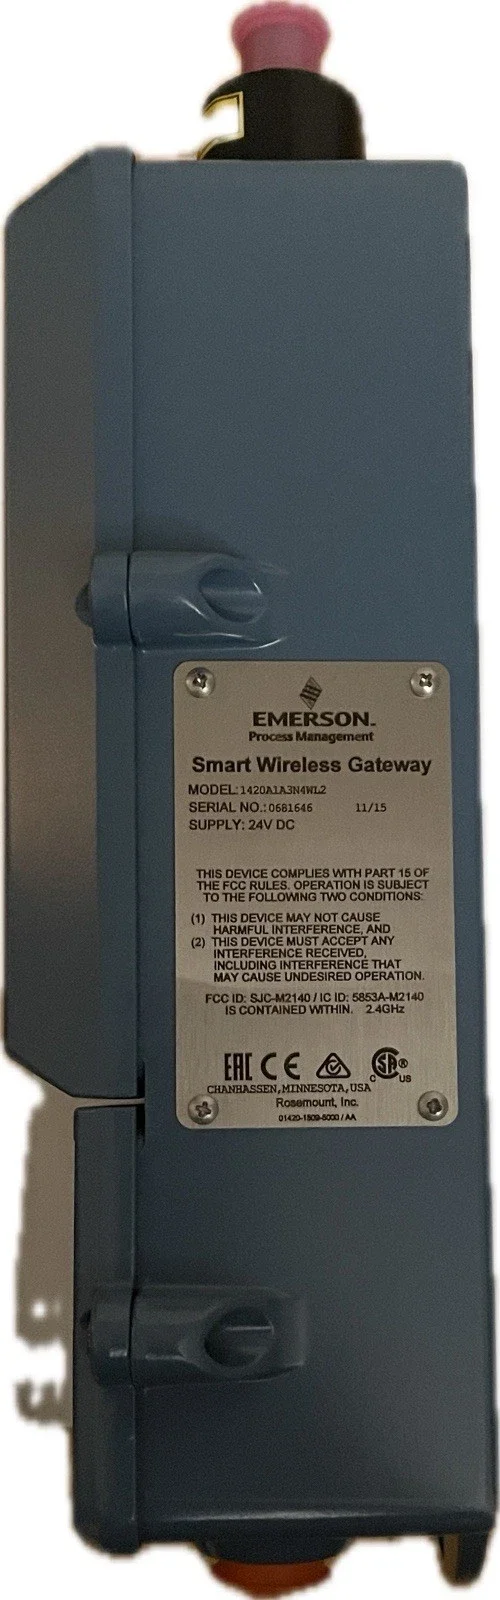 EMERSON™
Process Management
Smart Wireless Gateway
MODEL: 1420A1A3N4WL2
SERIAL NO.: 0681646 11/15
SUPPLY: 24V DC
THIS DEVICE COMPLIES WITH PART 15 OF
THE FCC RULES. OPERATION IS SUBJECT
TO THE FOLLOWING TWO CONDITIONS:
(1) THIS DEVICE MAY NOT CAUSE
HARMFUL INTERFERENCE, AND
(2) THIS DEVICE MUST ACCEPT ANY
INTERFERENCE RECEIVED,
INCLUDING INTERFERENCE THAT
MAY CAUSE UNDESIRED OPERATION.
FCC ID: SJC-M2140 / IC ID: 5853A-M2140
IS CONTAINED WITHIN. 2.4GHz
EAC CE C SA® US
CHANHASSEN, MINNESOTA, USA
Rosemount, Inc.
01420-1509-5000 / AA